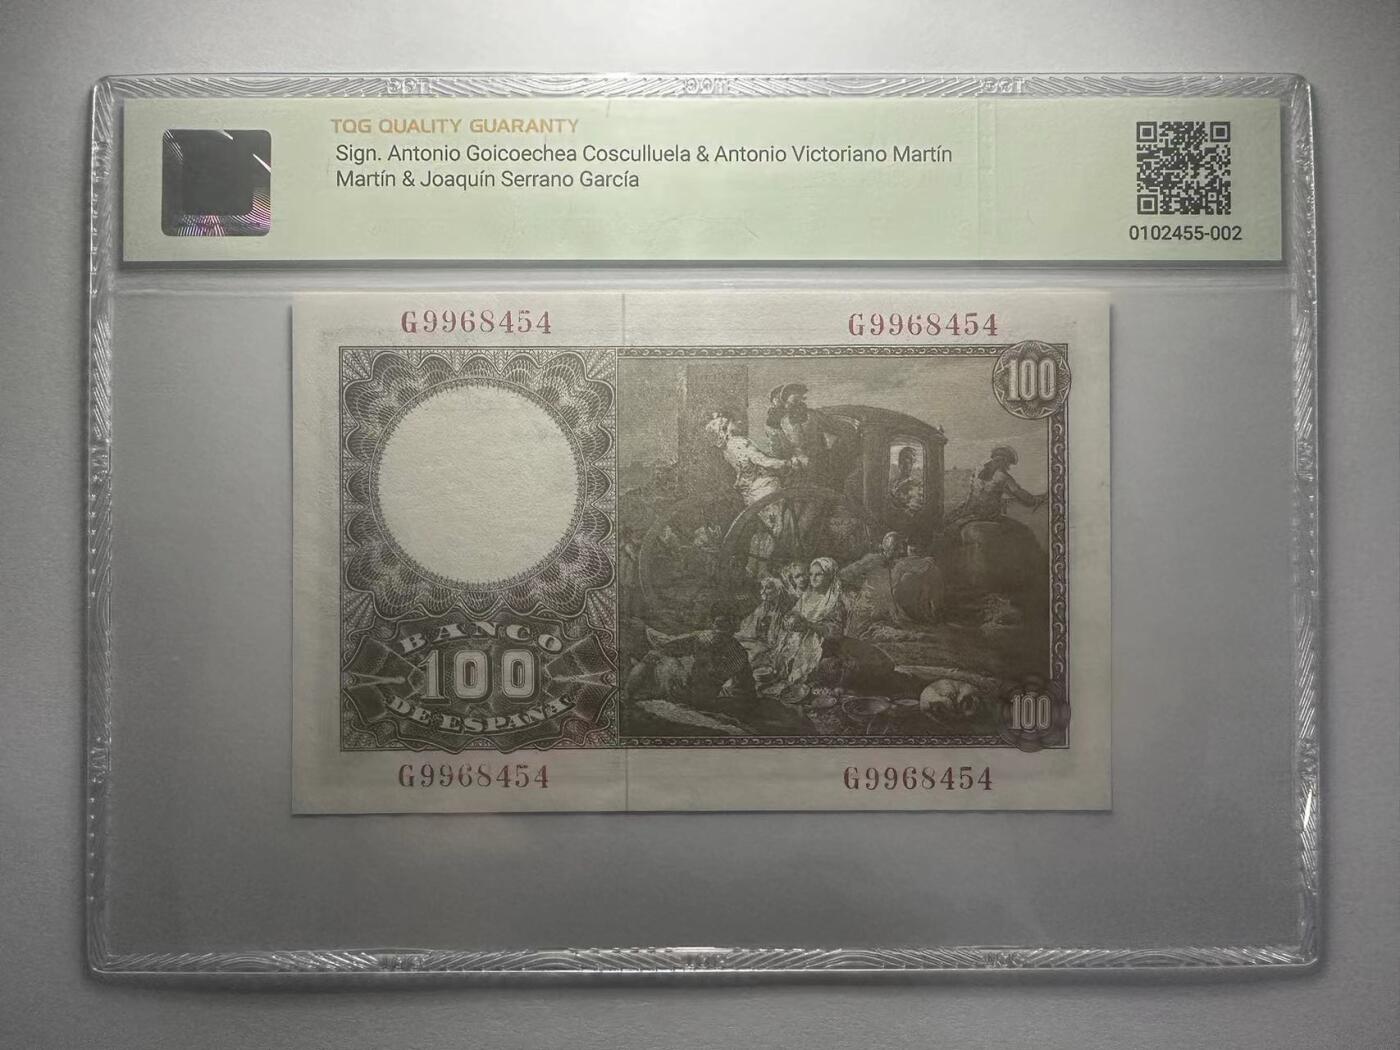 TQG QUALITY GUARANTY
Sign. Antonio Goicoechea Cosculluela & Antonio Victoriano Martín
Martín & Joaquín Serrano García
0102455-002
G9968454 G9968454
100
BANCO
100
DE ESPAÑA
100
G9968454 G9968454